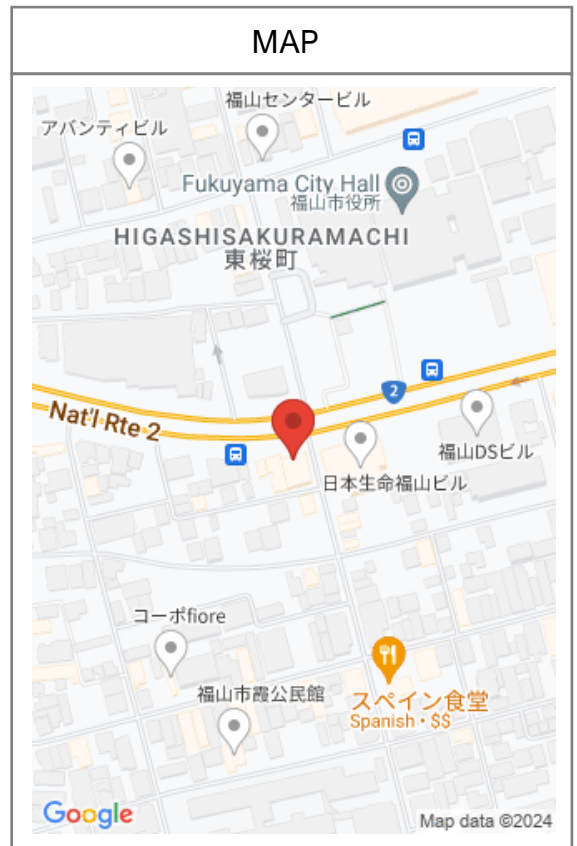 MAP
福山センタービル
アバンティビル
Fukuyama City Hall
福山市役所
HIGASHISAKURAMACHI
東桜町
2
Nat'l Rte 2
福山DSビル
日本生命福山ビル
コーポfiore
福山市霞公民館
スペイン食堂
Spanish • $$
Google
Map data ©2024